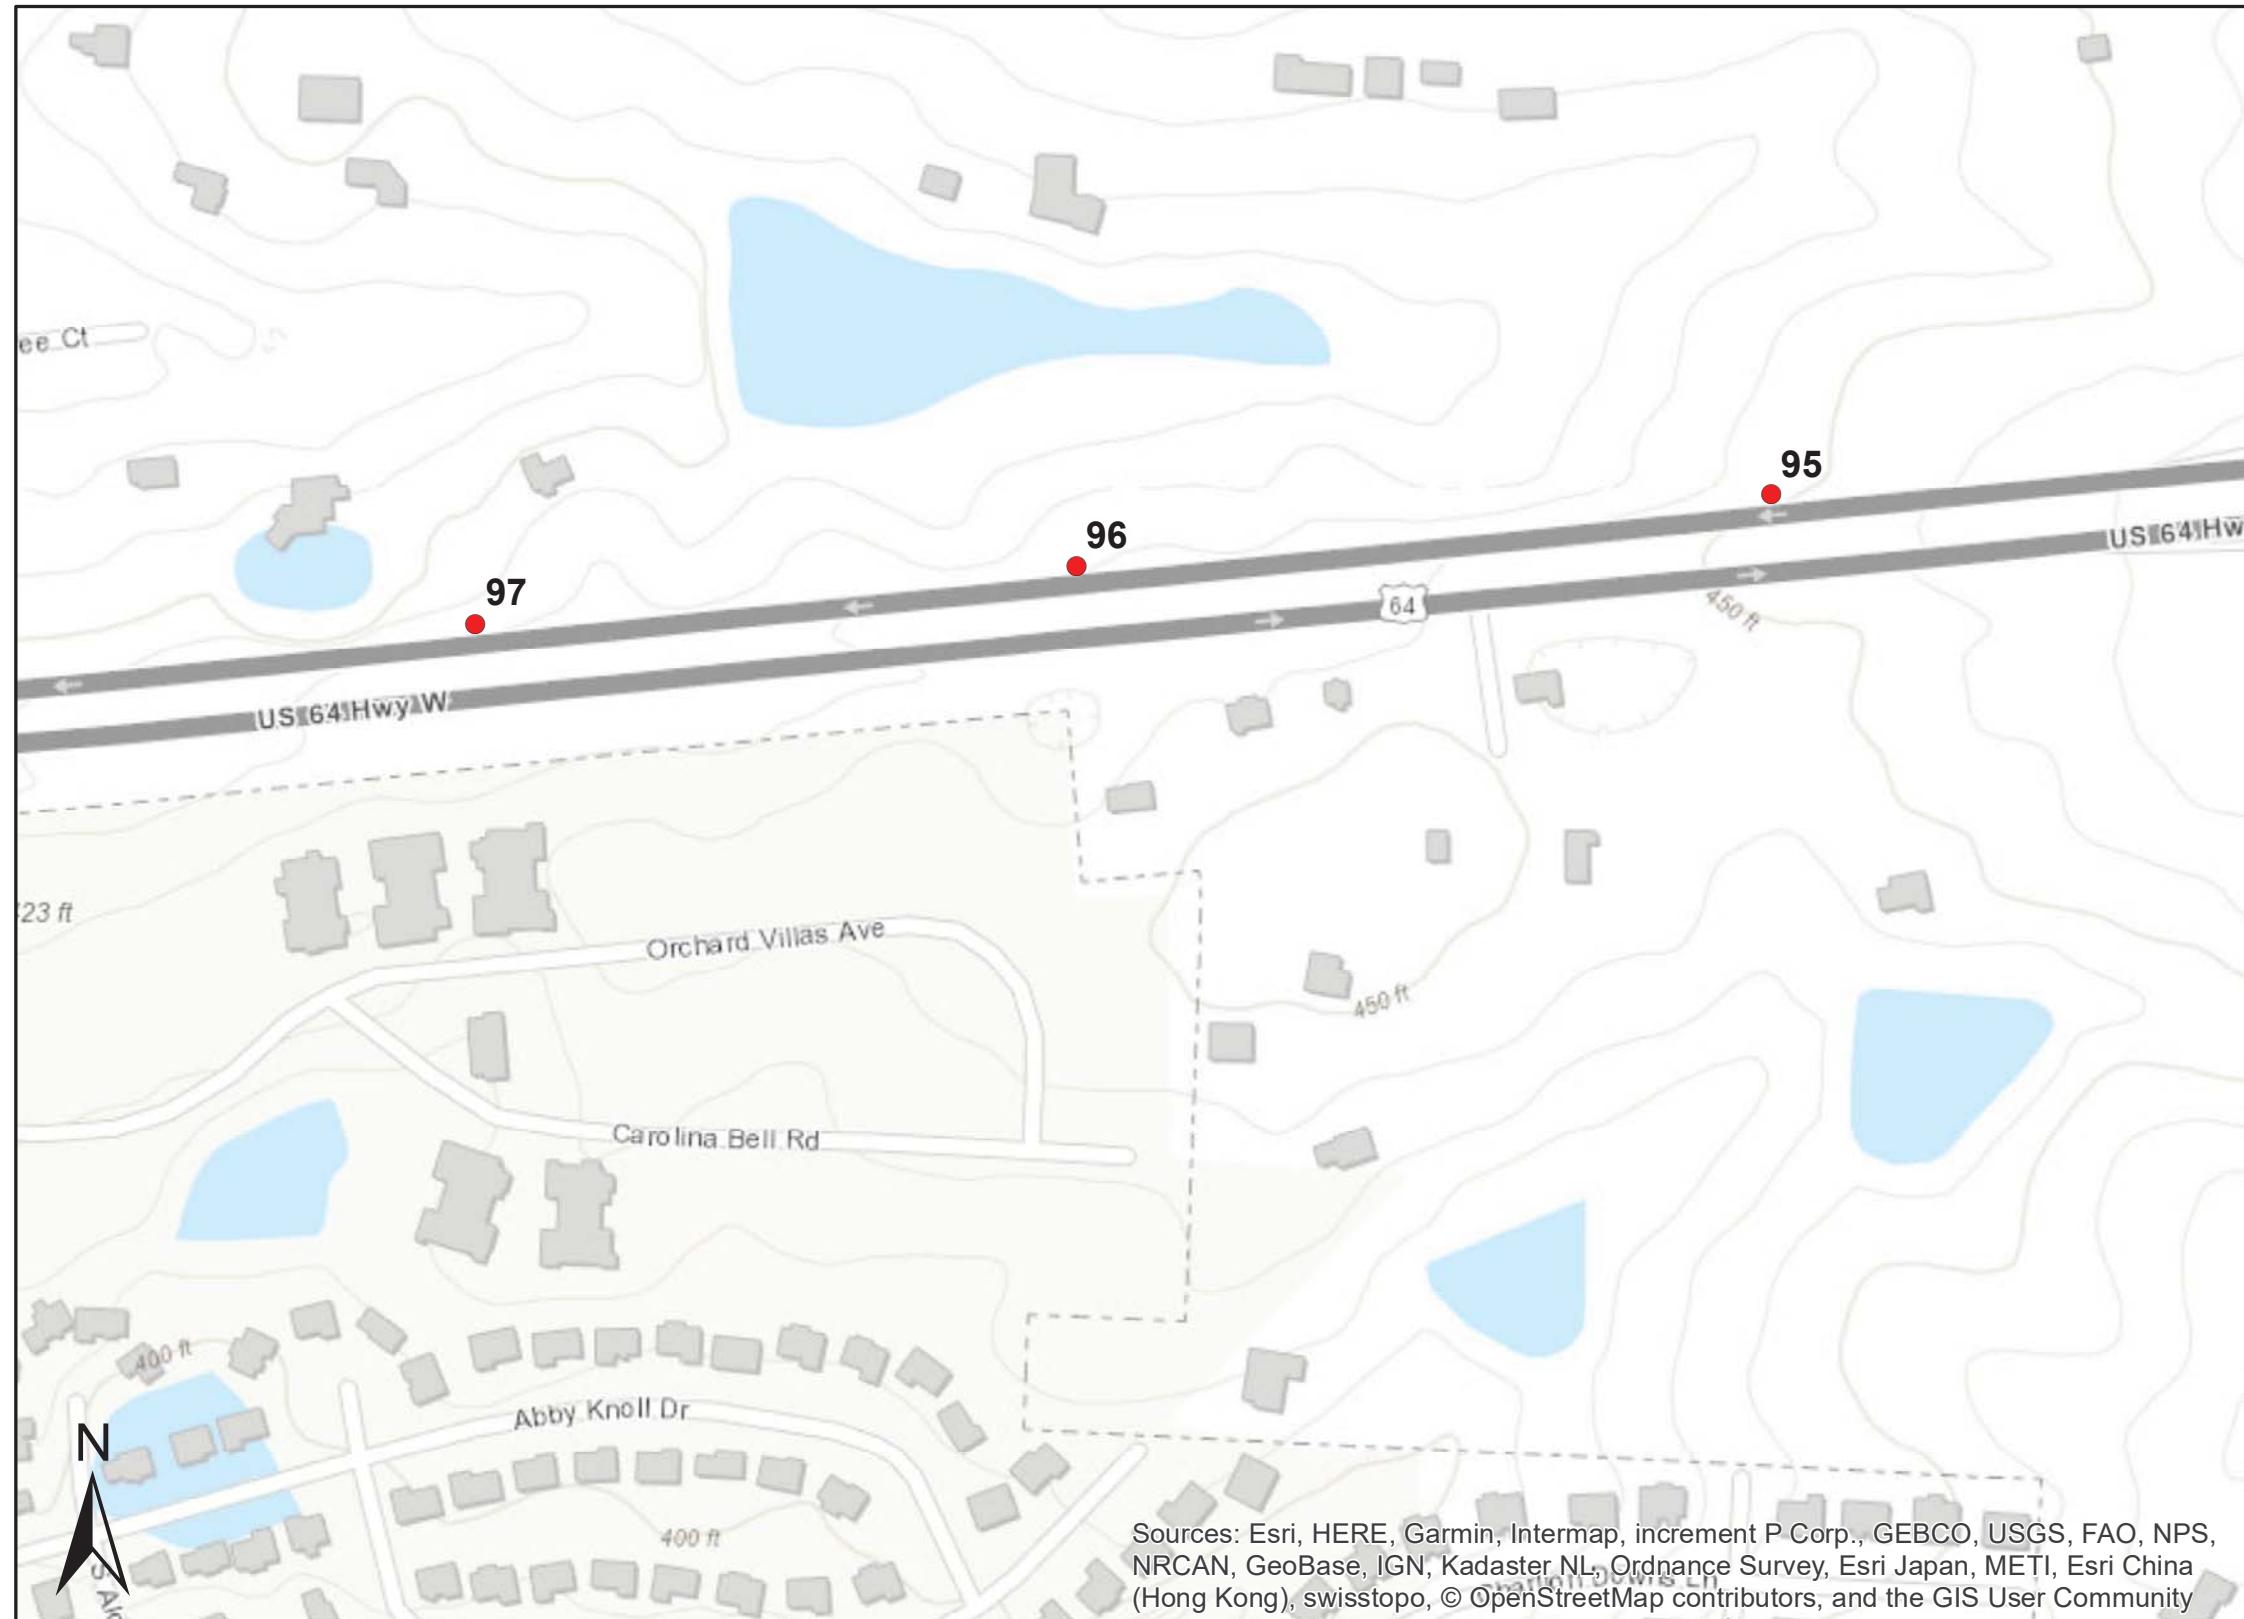 ee Ct
95
96
US 64 Hw
97
64
450 ft
US 64 Hwy W
23 ft
Orchard Villas Ave
450 ft
Carolina Bell Rd
400 ft
Abby Knoll Dr
N
400 ft
Sources: Esri, HERE, Garmin, Intermap, increment P Corp., GEBCO, USGS, FAO, NPS,
NRCAN, GeoBase, IGN, Kadaster NL, Ordnance Survey, Esri Japan, METI, Esri China
(Hong Kong), swisstopo, © OpenStreetMap contributors, and the GIS User Community